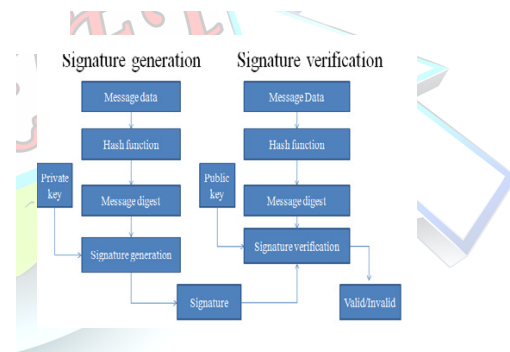 Signature generation
Signature verification
Message data
Message Data
Hash function
Hash function
Private
key
Public
key
Message digest
Message digest
Signature generation
Signature verification
Signature
Valid/Invalid